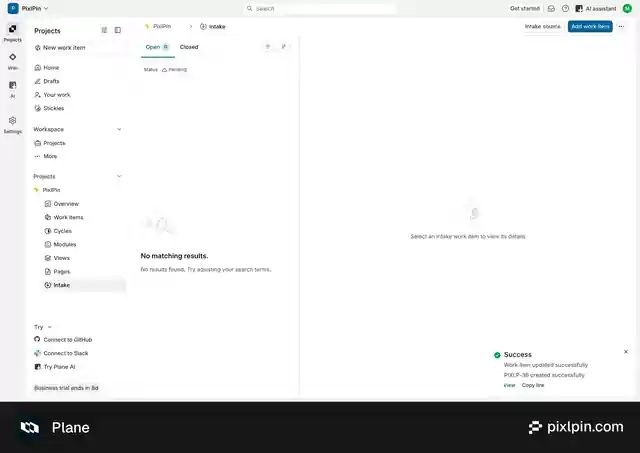 PixlPin
Search
Get started
AI assistant
M
Projects
Wiki
AI
Settings
Projects
New work item
Home
Drafts
Your work
Stickies
Workspace
Projects
More
Projects
PixlPin
Overview
Work items
Cycles
Modules
Views
Pages
Intake
Try
Connect to GitHub
Connect to Slack
Try Plane AI
Business trial ends in 8d
PixlPin > Intake
Intake source
Add work item
Open 0 Closed
Status Pending
No matching results.
No results found. Try adjusting your search terms.
Select an Intake work item to view its details
Success
Work item updated successfully
PIXLP-36 created successfully
View Copy link
Plane
pixlpin.com